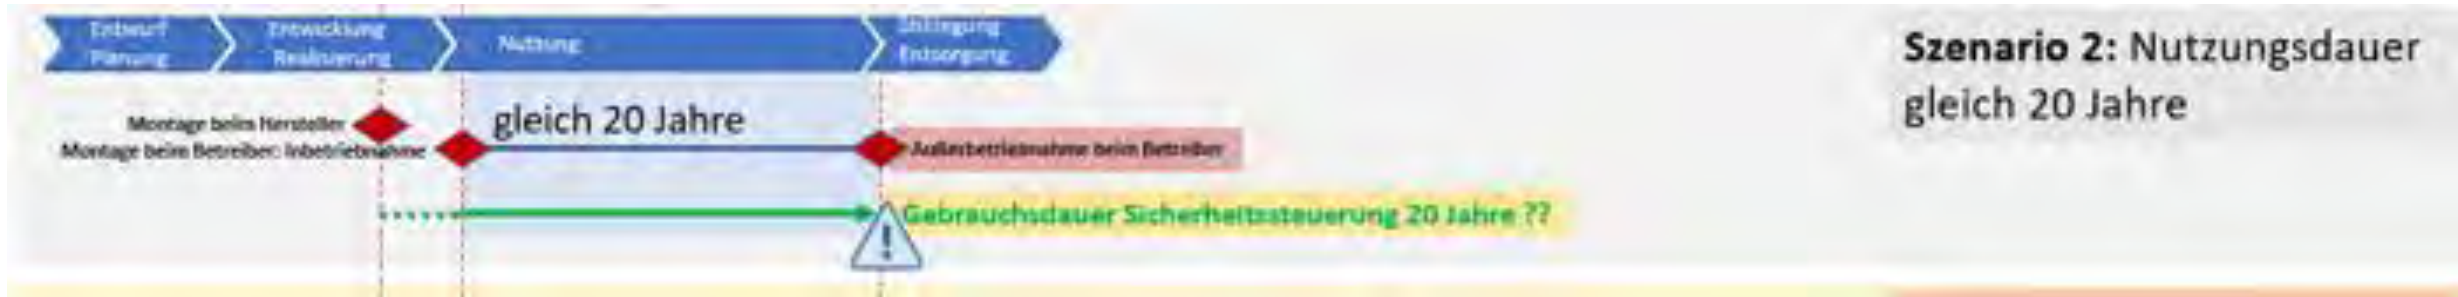 Entwurf
Planung
Entwicklung
Realisierung
Nutzung
Stilllegung
Entsorgung
Szenario 2: Nutzungsdauer
gleich 20 Jahre
Montage beim Hersteller
gleich 20 Jahre
Montage beim Betreiber: Inbetriebnahme
Außerbetriebnahme beim Betreiber
Gebrauchsdauer Sicherheitssteuerung 20 Jahre ??
!